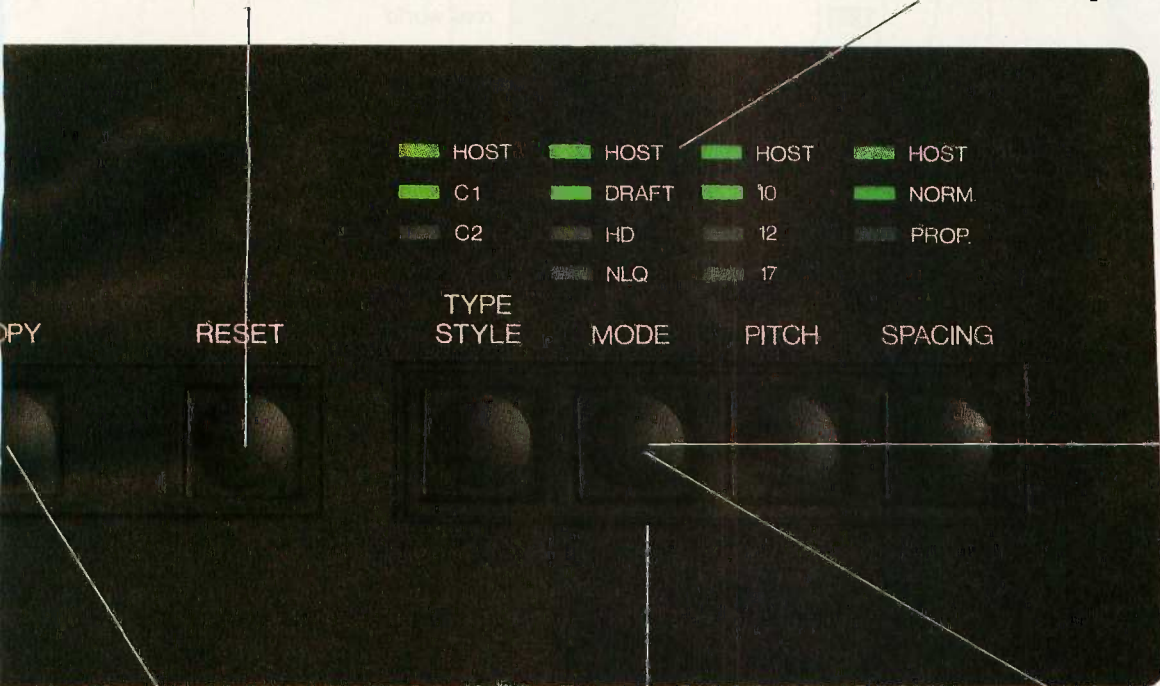 HOST HOST HOST HOST
C1 DRAFT 10 NORM.
C2 HD 12 PROP.
NLQ 17
TYPE
STYLE
RESET MODE PITCH SPACING